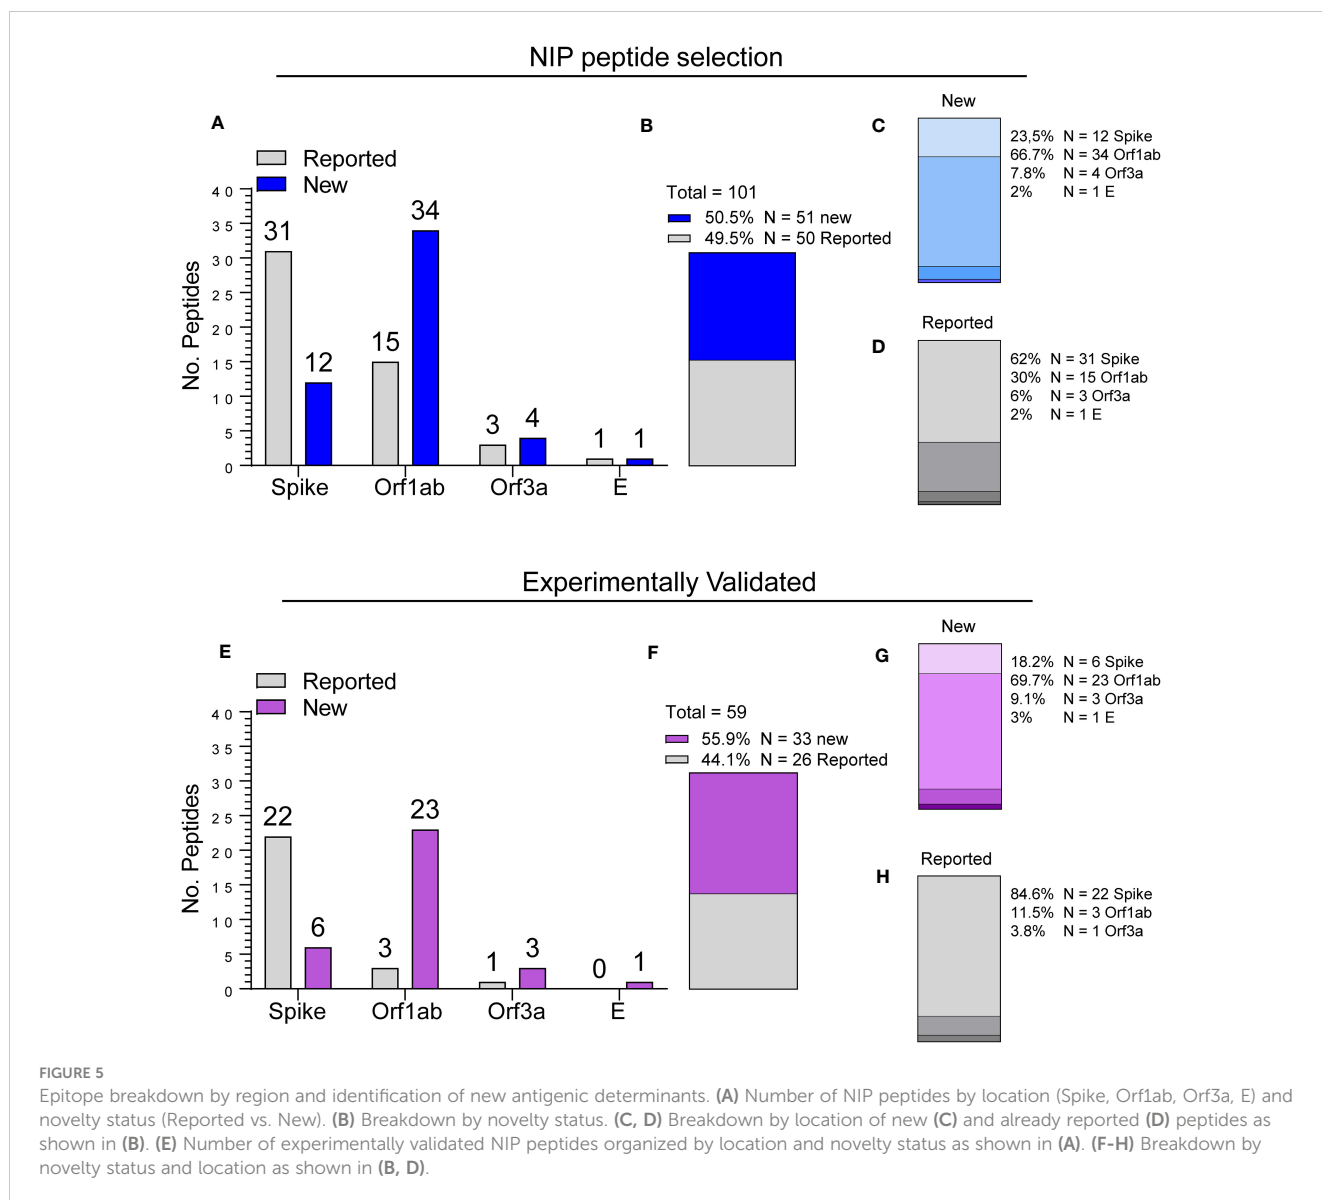 NIP peptide selection
A
Reported
New
40
35
30
25
20
15
10
5
0
No. Peptides
31
12
15
34
3
4
1
1
Spike
Orf1ab
Orf3a
E
B
Total = 101
50.5% N = 51 new
49.5% N = 50 Reported
C
New
23,5% N = 12 Spike
66.7% N = 34 Orf1ab
7.8% N = 4 Orf3a
2% N = 1 E
D
Reported
62% N = 31 Spike
30% N = 15 Orf1ab
6% N = 3 Orf3a
2% N = 1 E
Experimentally Validated
E
Reported
New
40
35
30
25
20
15
10
5
0
No. Peptides
22
6
3
23
1
3
0
1
Spike
Orf1ab
Orf3a
E
F
Total = 59
55.9% N = 33 new
44.1% N = 26 Reported
G
New
18.2% N = 6 Spike
69.7% N = 23 Orf1ab
9.1% N = 3 Orf3a
3% N = 1 E
H
Reported
84.6% N = 22 Spike
11.5% N = 3 Orf1ab
3.8% N = 1 Orf3a
FIGURE 5
Epitope breakdown by region and identification of new antigenic determinants. (A) Number of NIP peptides by location (Spike, Orf1ab, Orf3a, E) and
novelty status (Reported vs. New). (B) Breakdown by novelty status. (C, D) Breakdown by location of new (C) and already reported (D) peptides as
shown in (B). (E) Number of experimentally validated NIP peptides organized by location and novelty status as shown in (A). (F-H) Breakdown by
novelty status and location as shown in (B, D).